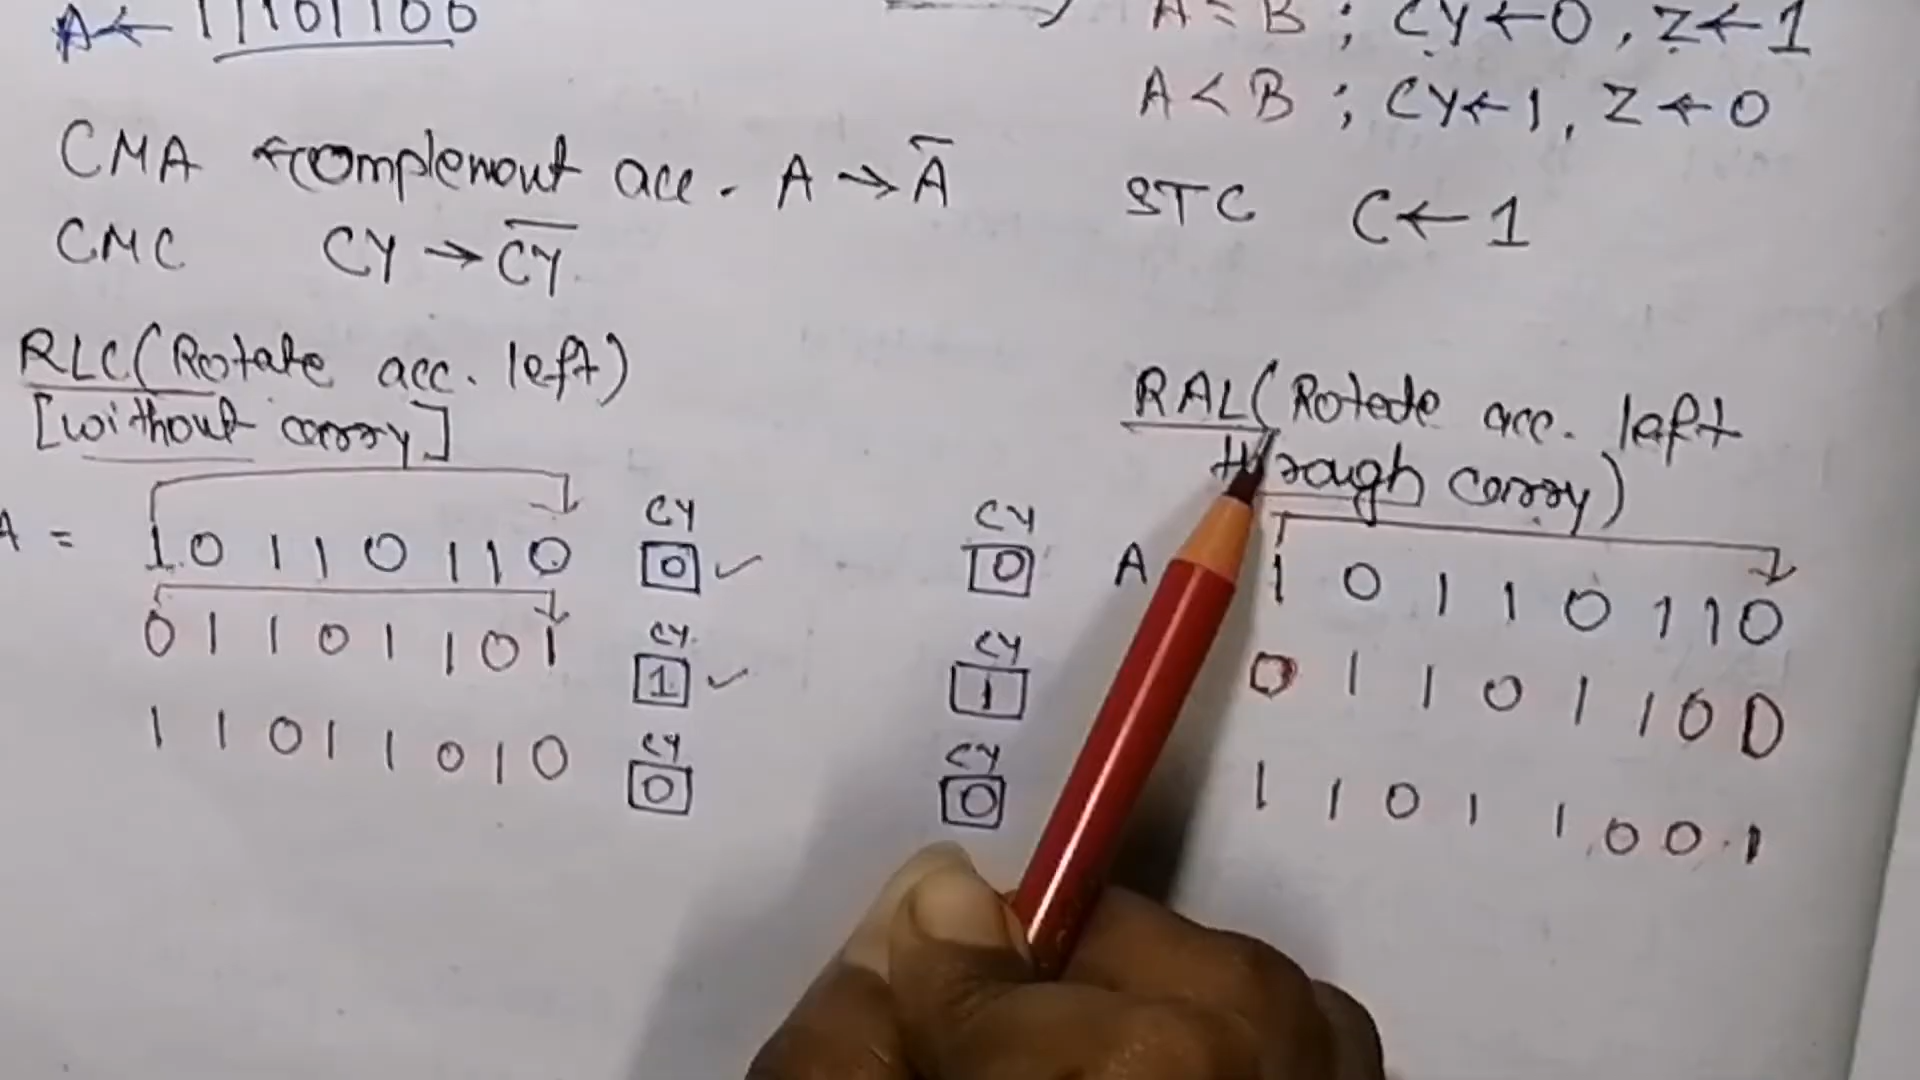 A ← 11101100
CMA ← complement acc. A → A̅
CMC CY → C̅Y̅
RLC (Rotate acc. left)
[without carry]
CY
A = 1 0 1 1 0 1 1 0 0
CY
0 1 1 0 1 1 0 1 1
CY
1 1 0 1 1 0 1 0 0
A = B ; CY ← 0, Z ← 1
A < B ; CY ← 1, Z ← 0
STC C ← 1
RAL (Rotate acc. left
through carry)
CY
0 A 1 0 1 1 0 1 1 0
CY
1 0 1 1 0 1 1 0 0
CY
0 1 1 0 1 1 0 0 1